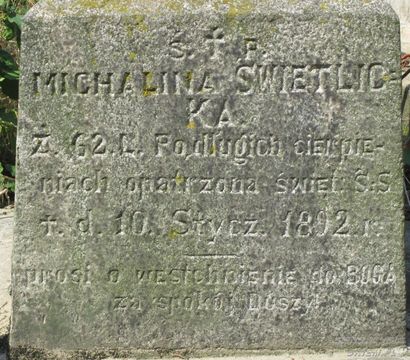 Ś. † P.
MICHALINA ŚWIETLIC-
KA.
Ż. 62. L. Po długich cierpie-
niach opatrzona świet. Ś.S
†. d. 10. Stycz. 1892. r.
prosi o westchnienie do BOGA
za spokój Duszy!